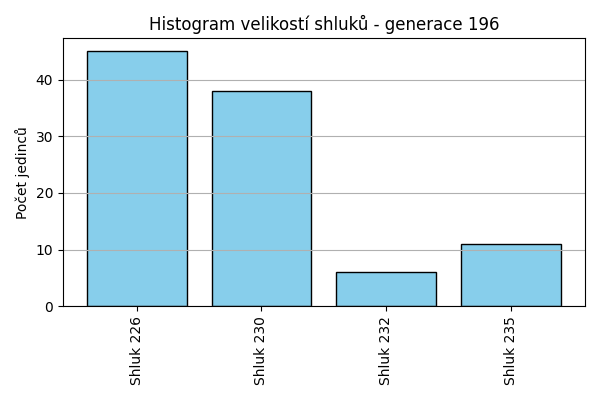 Histogram velikostí shluků - generace 196
Počet jedinců
40
30
20
10
0
Shluk 226
Shluk 230
Shluk 232
Shluk 235